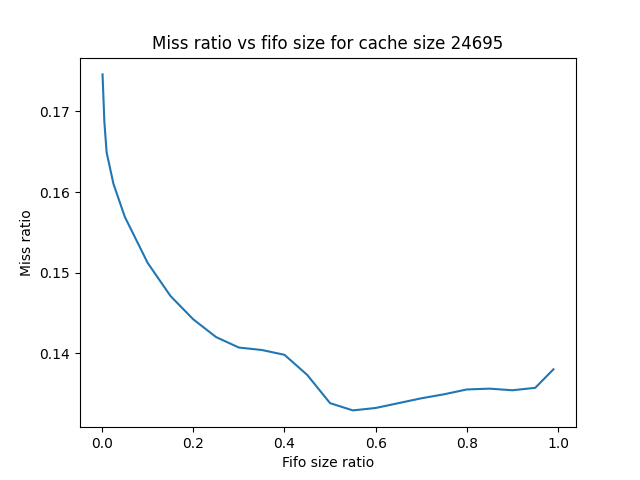 Miss ratio vs fifo size for cache size 24695
0.17
0.16
0.15
0.14
Miss ratio
0.0 0.2 0.4 0.6 0.8 1.0
Fifo size ratio